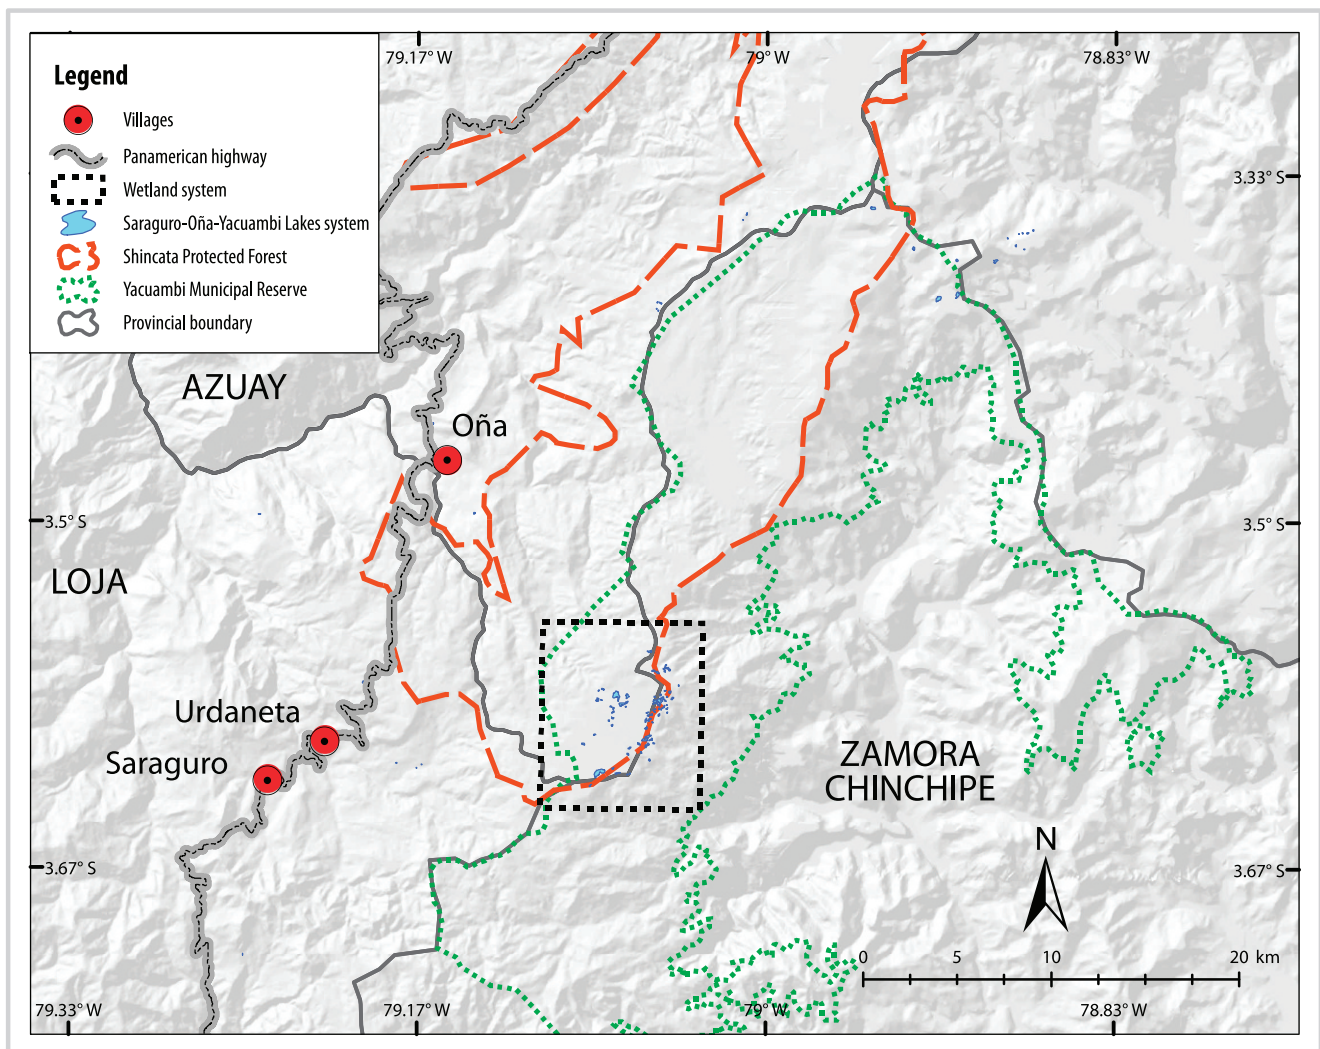 79.17° W
79° W
78.83° W
Legend
Villages
Panamerican highway
Wetland system
Saraguro-Oña-Yacuambi Lakes system
Shincata Protected Forest
Yacuambi Municipal Reserve
Provincial boundary
3.33° S
AZUAY
Oña
3.5° S
3.5° S
LOJA
Urdaneta
Saraguro
ZAMORA
CHINCHIPE
N
3.67° S
3.67° S
0 5 10 20 km
79.33° W
79.17° W
79° W
78.83° W